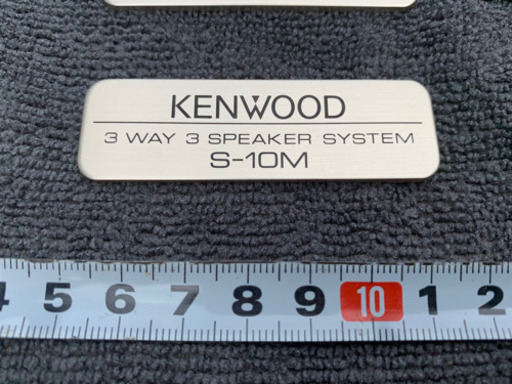 KENWOOD
3 WAY 3 SPEAKER SYSTEM
S-10M
4 5 6 7 8 9 10 1 2